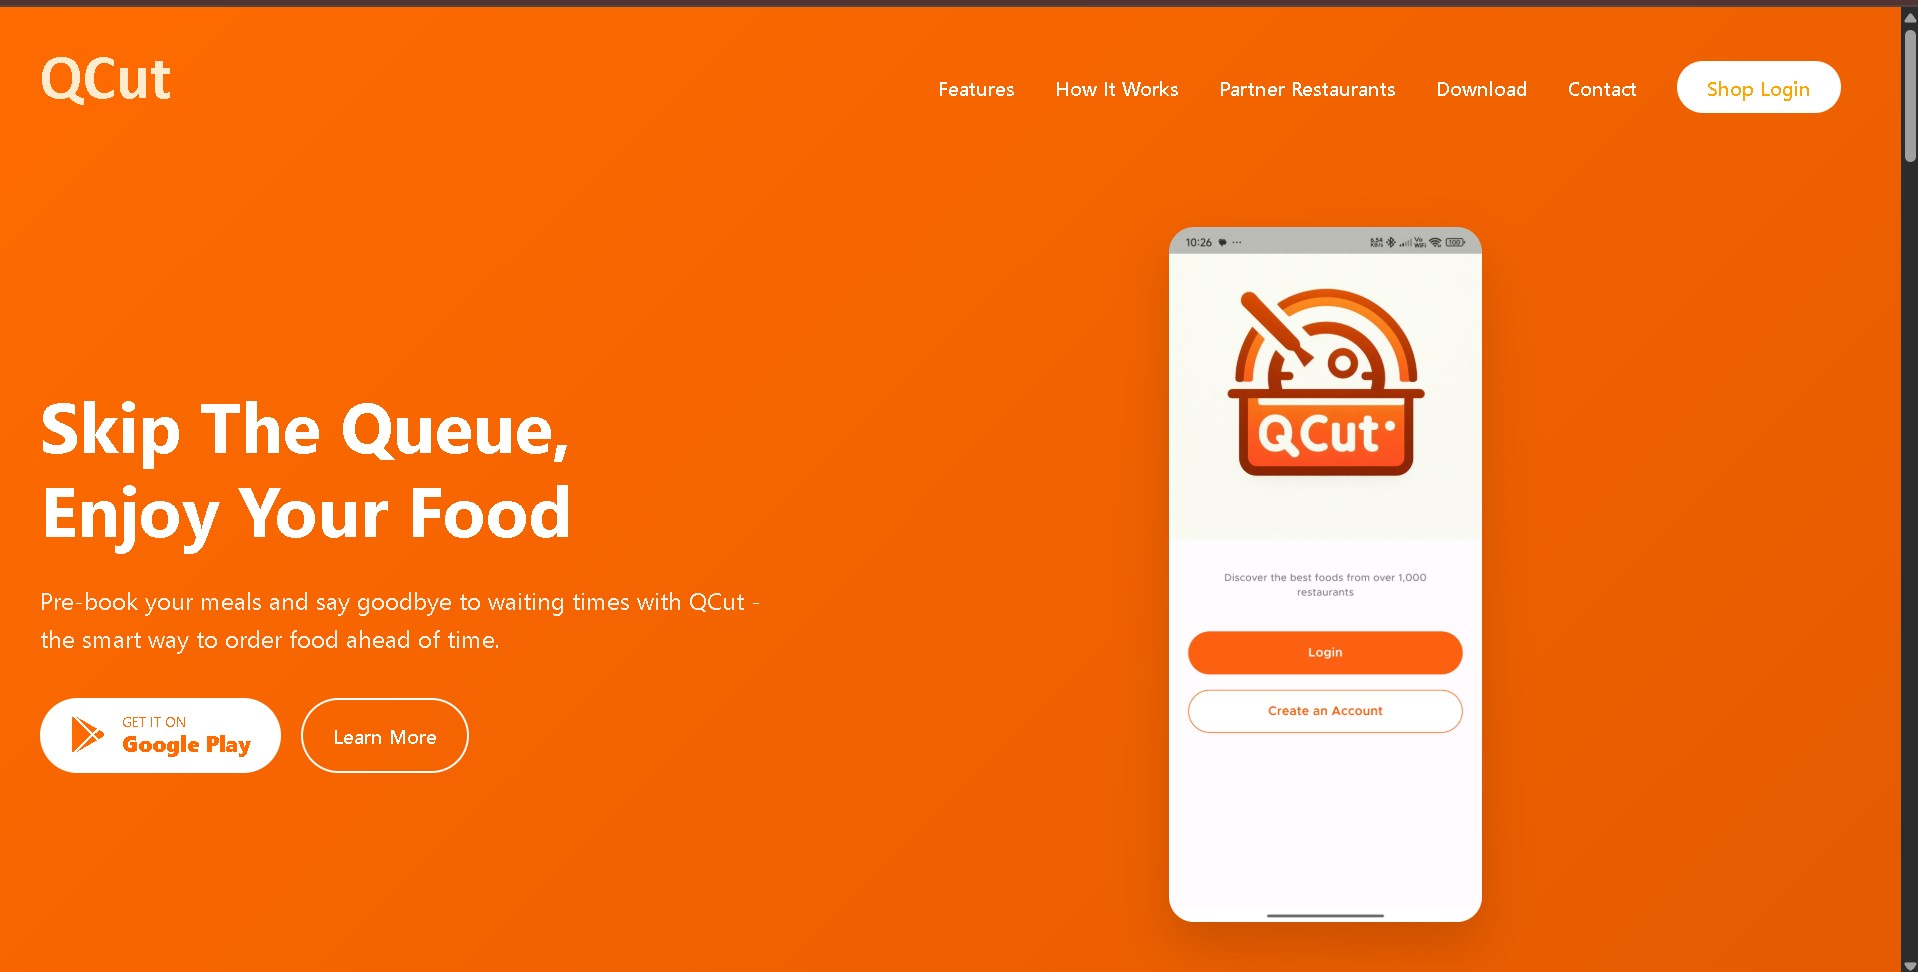 QCut
Features
How It Works
Partner Restaurants
Download
Contact
Shop Login
Skip The Queue,
Enjoy Your Food
Pre-book your meals and say goodbye to waiting times with QCut -
the smart way to order food ahead of time.
GET IT ON
Google Play
Learn More
10:26
QCut
Discover the best foods from over 1,000
restaurants
Login
Create an Account